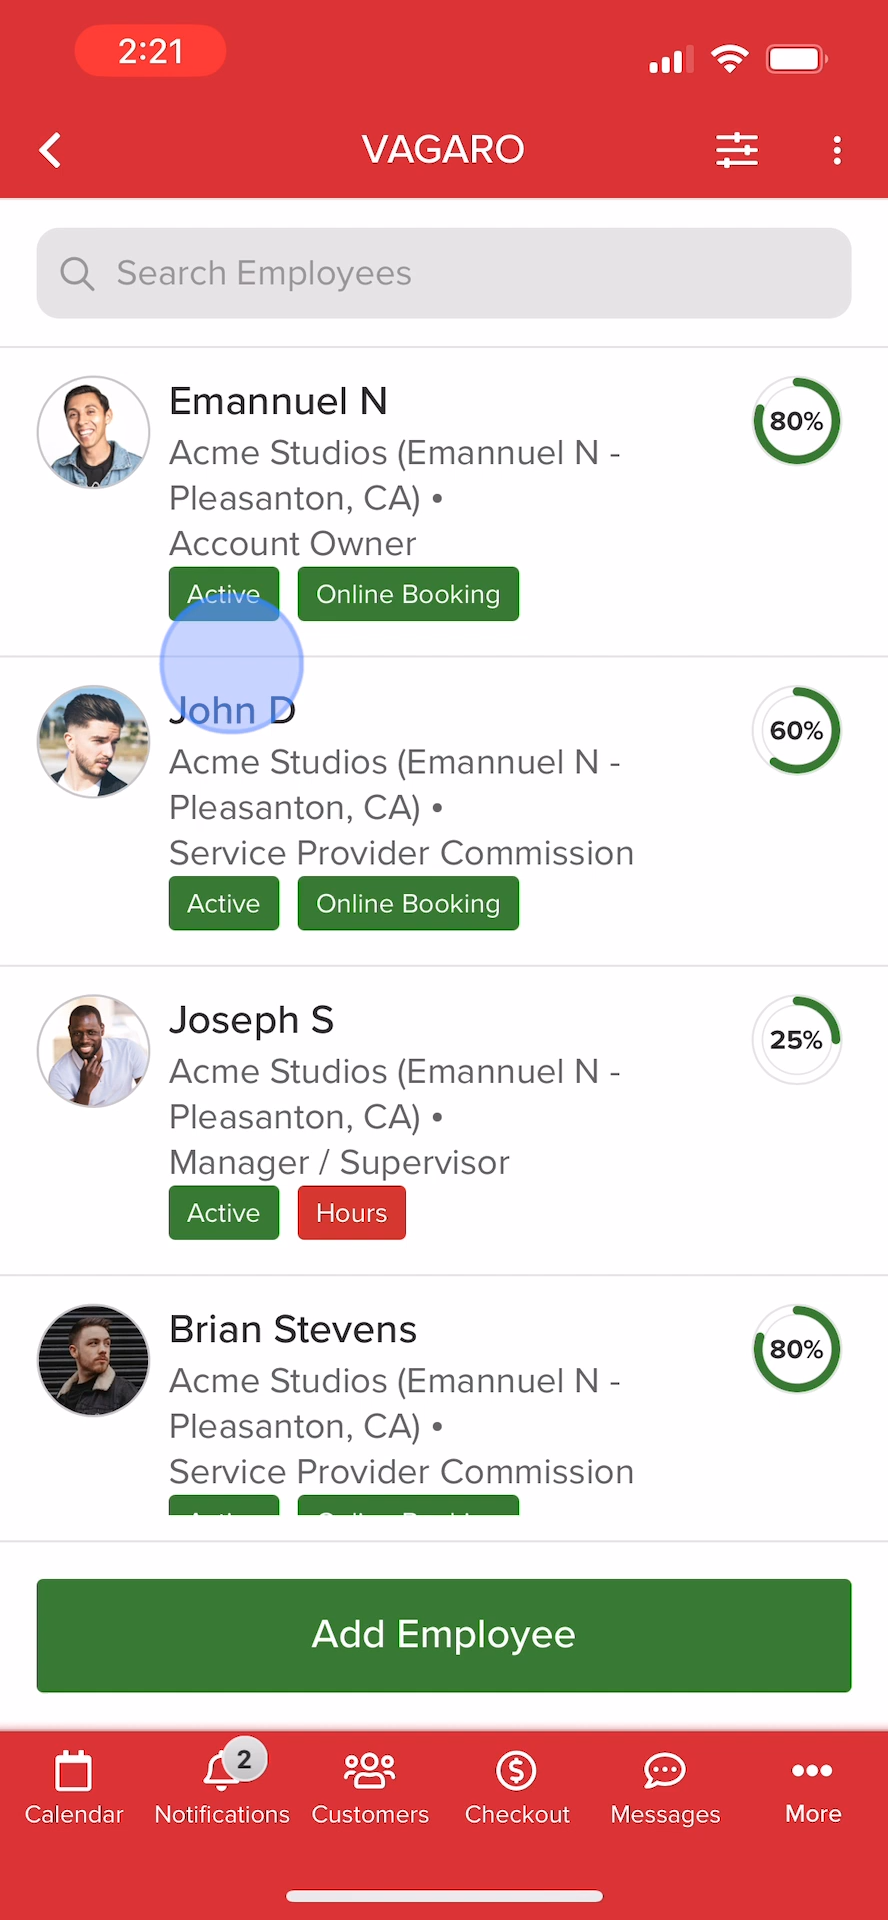 2:21
VAGARO
Search Employees
Emannuel N
80%
Acme Studios (Emannuel N -
Pleasanton, CA) •
Account Owner
Active
Online Booking
John D
60%
Acme Studios (Emannuel N -
Pleasanton, CA) •
Service Provider Commission
Active
Online Booking
Joseph S
25%
Acme Studios (Emannuel N -
Pleasanton, CA) •
Manager / Supervisor
Active
Hours
Brian Stevens
80%
Acme Studios (Emannuel N -
Pleasanton, CA) •
Service Provider Commission
Add Employee
2
Calendar
Notifications
Customers
Checkout
Messages
More